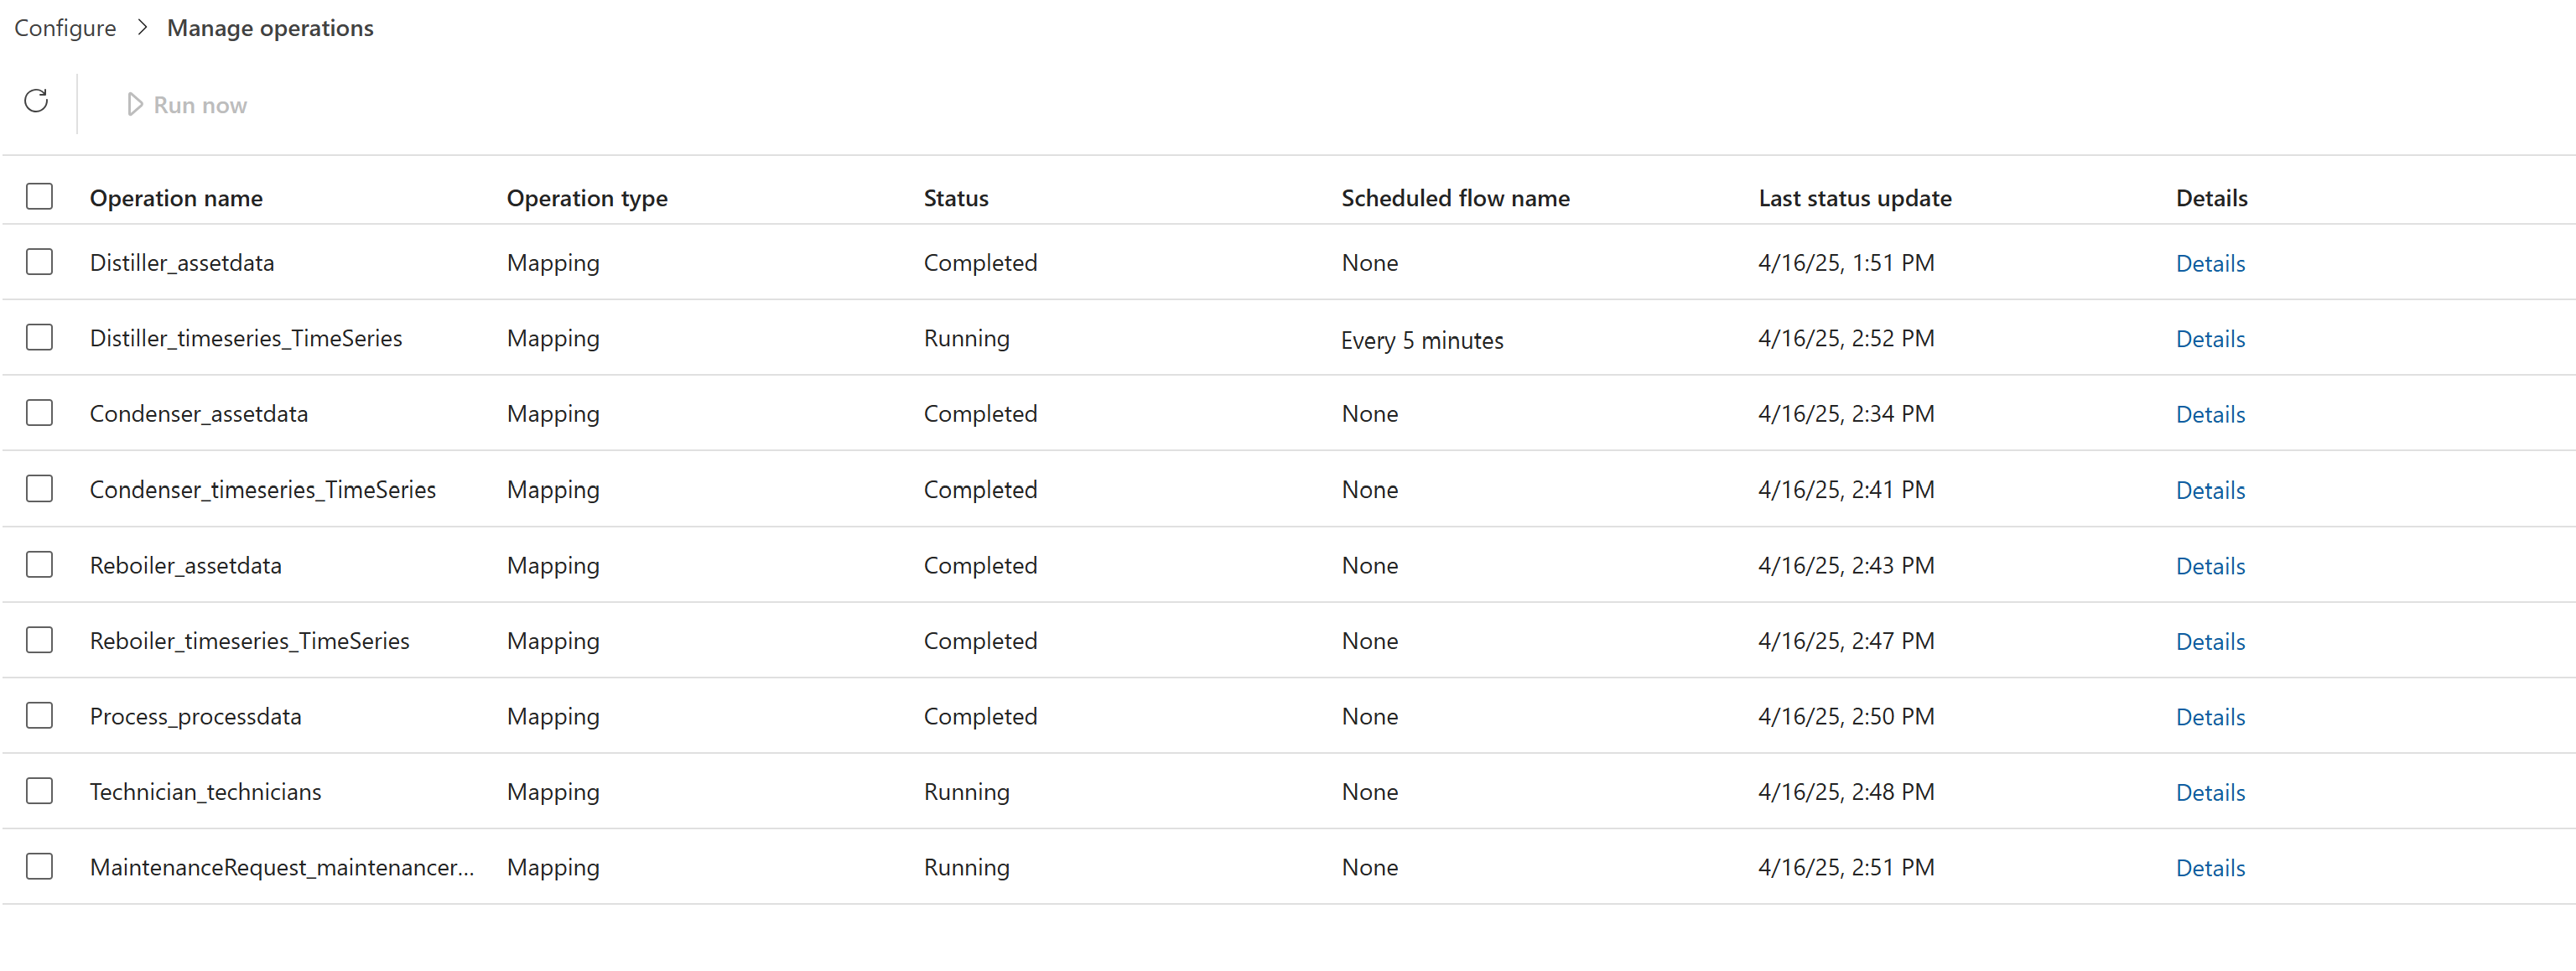 Configure > Manage operations
Run now
Operation name Operation type Status Scheduled flow name Last status update Details
Distiller_assetdata Mapping Completed None 4/16/25, 1:51 PM Details
Distiller_timeseries_TimeSeries Mapping Running Every 5 minutes 4/16/25, 2:52 PM Details
Condenser_assetdata Mapping Completed None 4/16/25, 2:34 PM Details
Condenser_timeseries_TimeSeries Mapping Completed None 4/16/25, 2:41 PM Details
Reboiler_assetdata Mapping Completed None 4/16/25, 2:43 PM Details
Reboiler_timeseries_TimeSeries Mapping Completed None 4/16/25, 2:47 PM Details
Process_processdata Mapping Completed None 4/16/25, 2:50 PM Details
Technician_technicians Mapping Running None 4/16/25, 2:48 PM Details
MaintenanceRequest_maintenancer... Mapping Running None 4/16/25, 2:51 PM Details